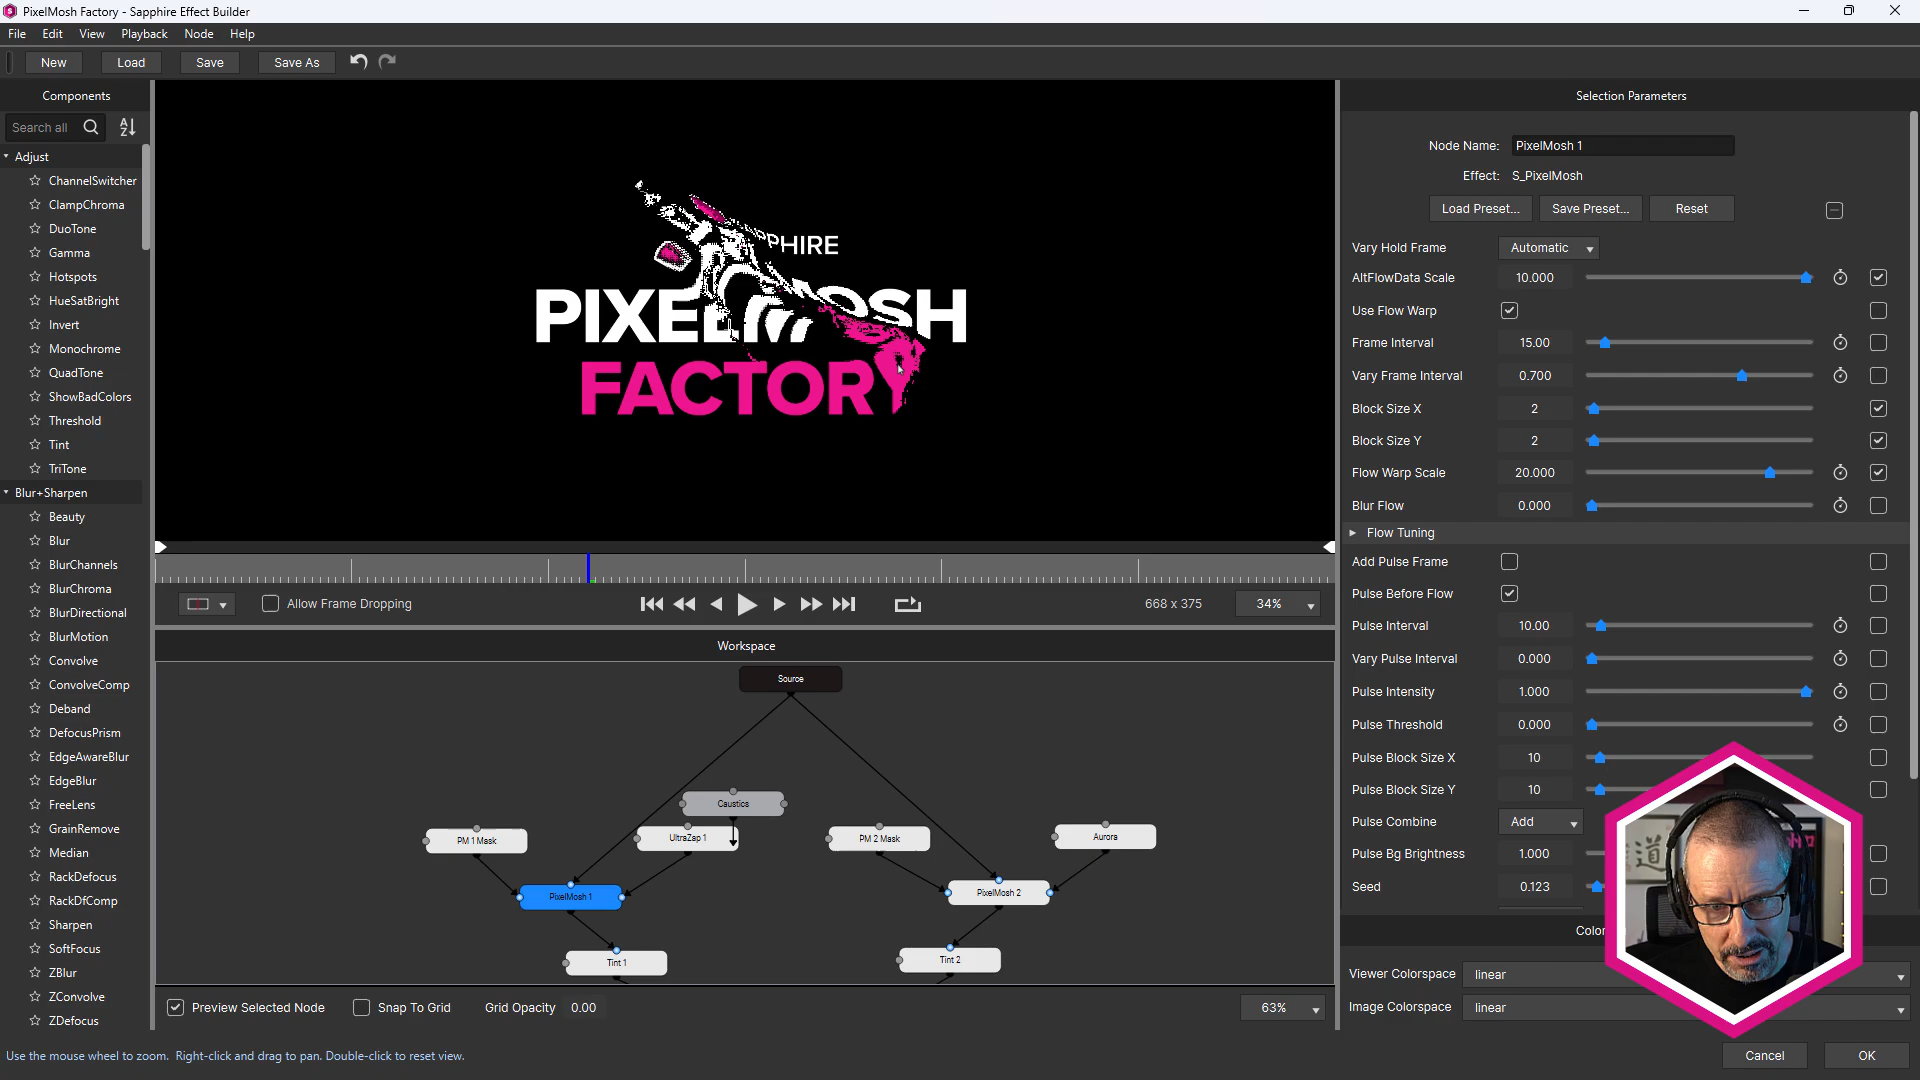 PixelMosh Factory - Sapphire Effect Builder
File Edit View Playback Node Help
New Load Save Save As
Components
Search all
Adjust
ChannelSwitcher
ClampChroma
DuoTone
Gamma
Hotspots
HueSatBright
Invert
Monochrome
QuadTone
ShowBadColors
Threshold
Tint
TriTone
Blur+Sharpen
Beauty
Blur
BlurChannels
BlurChroma
BlurDirectional
BlurMotion
Convolve
ConvolveComp
Deband
DefocusPrism
EdgeAwareBlur
EdgeBlur
FreeLens
GrainRemove
Median
RackDefocus
RackDfComp
Sharpen
SoftFocus
ZBlur
ZConvolve
ZDefocus
PPHIRE
PIXELMOSH
FACTORY
Allow Frame Dropping 668 x 375 34%
Workspace
Source
Caustics
PM 1 Mask UltraZap 1 PM 2 Mask Aurora
PixelMosh 1 PixelMosh 2
Tint 1 Tint 2
Preview Selected Node Snap To Grid Grid Opacity 0.00 63%
Use the mouse wheel to zoom. Right-click and drag to pan. Double-click to reset view.
Selection Parameters
Node Name: PixelMosh 1
Effect: S_PixelMosh
Load Preset... Save Preset... Reset
Vary Hold Frame Automatic
AltFlowData Scale 10.000
Use Flow Warp
Frame Interval 15.00
Vary Frame Interval 0.700
Block Size X 2
Block Size Y 2
Flow Warp Scale 20.000
Blur Flow 0.000
Flow Tuning
Add Pulse Frame
Pulse Before Flow
Pulse Interval 10.00
Vary Pulse Interval 0.000
Pulse Intensity 1.000
Pulse Threshold 0.000
Pulse Block Size X 10
Pulse Block Size Y 10
Pulse Combine Add
Pulse Bg Brightness 1.000
Seed 0.123
Color
Viewer Colorspace linear
Image Colorspace linear
Cancel OK